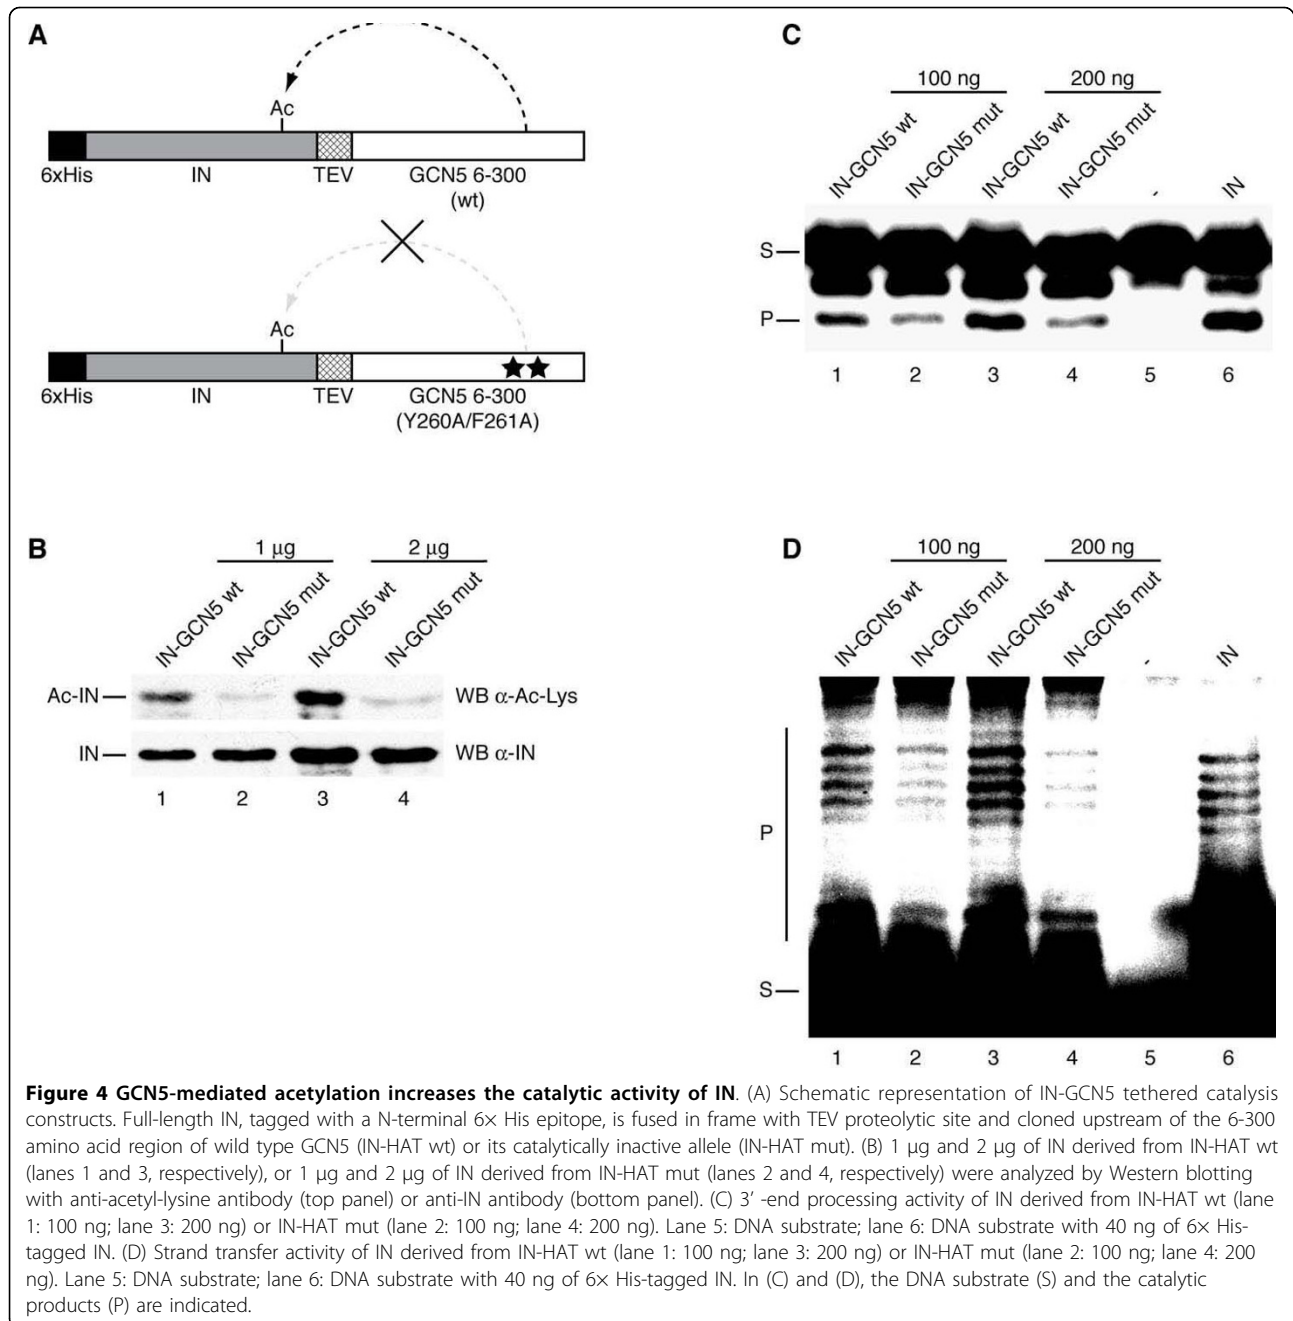 A
Ac
6xHis IN TEV GCN5 6-300
(wt)
Ac
6xHis IN TEV GCN5 6-300
(Y260A/F261A)
B
1 µg 2 µg
IN-GCN5 wt IN-GCN5 mut IN-GCN5 wt IN-GCN5 mut
Ac-IN WB α-Ac-Lys
IN WB α-IN
1 2 3 4
C
100 ng 200 ng
IN-GCN5 wt IN-GCN5 mut IN-GCN5 wt IN-GCN5 mut - IN
S
P
1 2 3 4 5 6
D
100 ng 200 ng
IN-GCN5 wt IN-GCN5 mut IN-GCN5 wt IN-GCN5 mut - IN
P
S
1 2 3 4 5 6
Figure 4 GCN5-mediated acetylation increases the catalytic activity of IN. (A) Schematic representation of IN-GCN5 tethered catalysis
constructs. Full-length IN, tagged with a N-terminal 6× His epitope, is fused in frame with TEV proteolytic site and cloned upstream of the 6-300
amino acid region of wild type GCN5 (IN-HAT wt) or its catalytically inactive allele (IN-HAT mut). (B) 1 µg and 2 µg of IN derived from IN-HAT wt
(lanes 1 and 3, respectively), or 1 µg and 2 µg of IN derived from IN-HAT mut (lanes 2 and 4, respectively) were analyzed by Western blotting
with anti-acetyl-lysine antibody (top panel) or anti-IN antibody (bottom panel). (C) 3’ -end processing activity of IN derived from IN-HAT wt (lane
1: 100 ng; lane 3: 200 ng) or IN-HAT mut (lane 2: 100 ng; lane 4: 200 ng). Lane 5: DNA substrate; lane 6: DNA substrate with 40 ng of 6× His-
tagged IN. (D) Strand transfer activity of IN derived from IN-HAT wt (lane 1: 100 ng; lane 3: 200 ng) or IN-HAT mut (lane 2: 100 ng; lane 4: 200
ng). Lane 5: DNA substrate; lane 6: DNA substrate with 40 ng of 6× His-tagged IN. In (C) and (D), the DNA substrate (S) and the catalytic
products (P) are indicated.